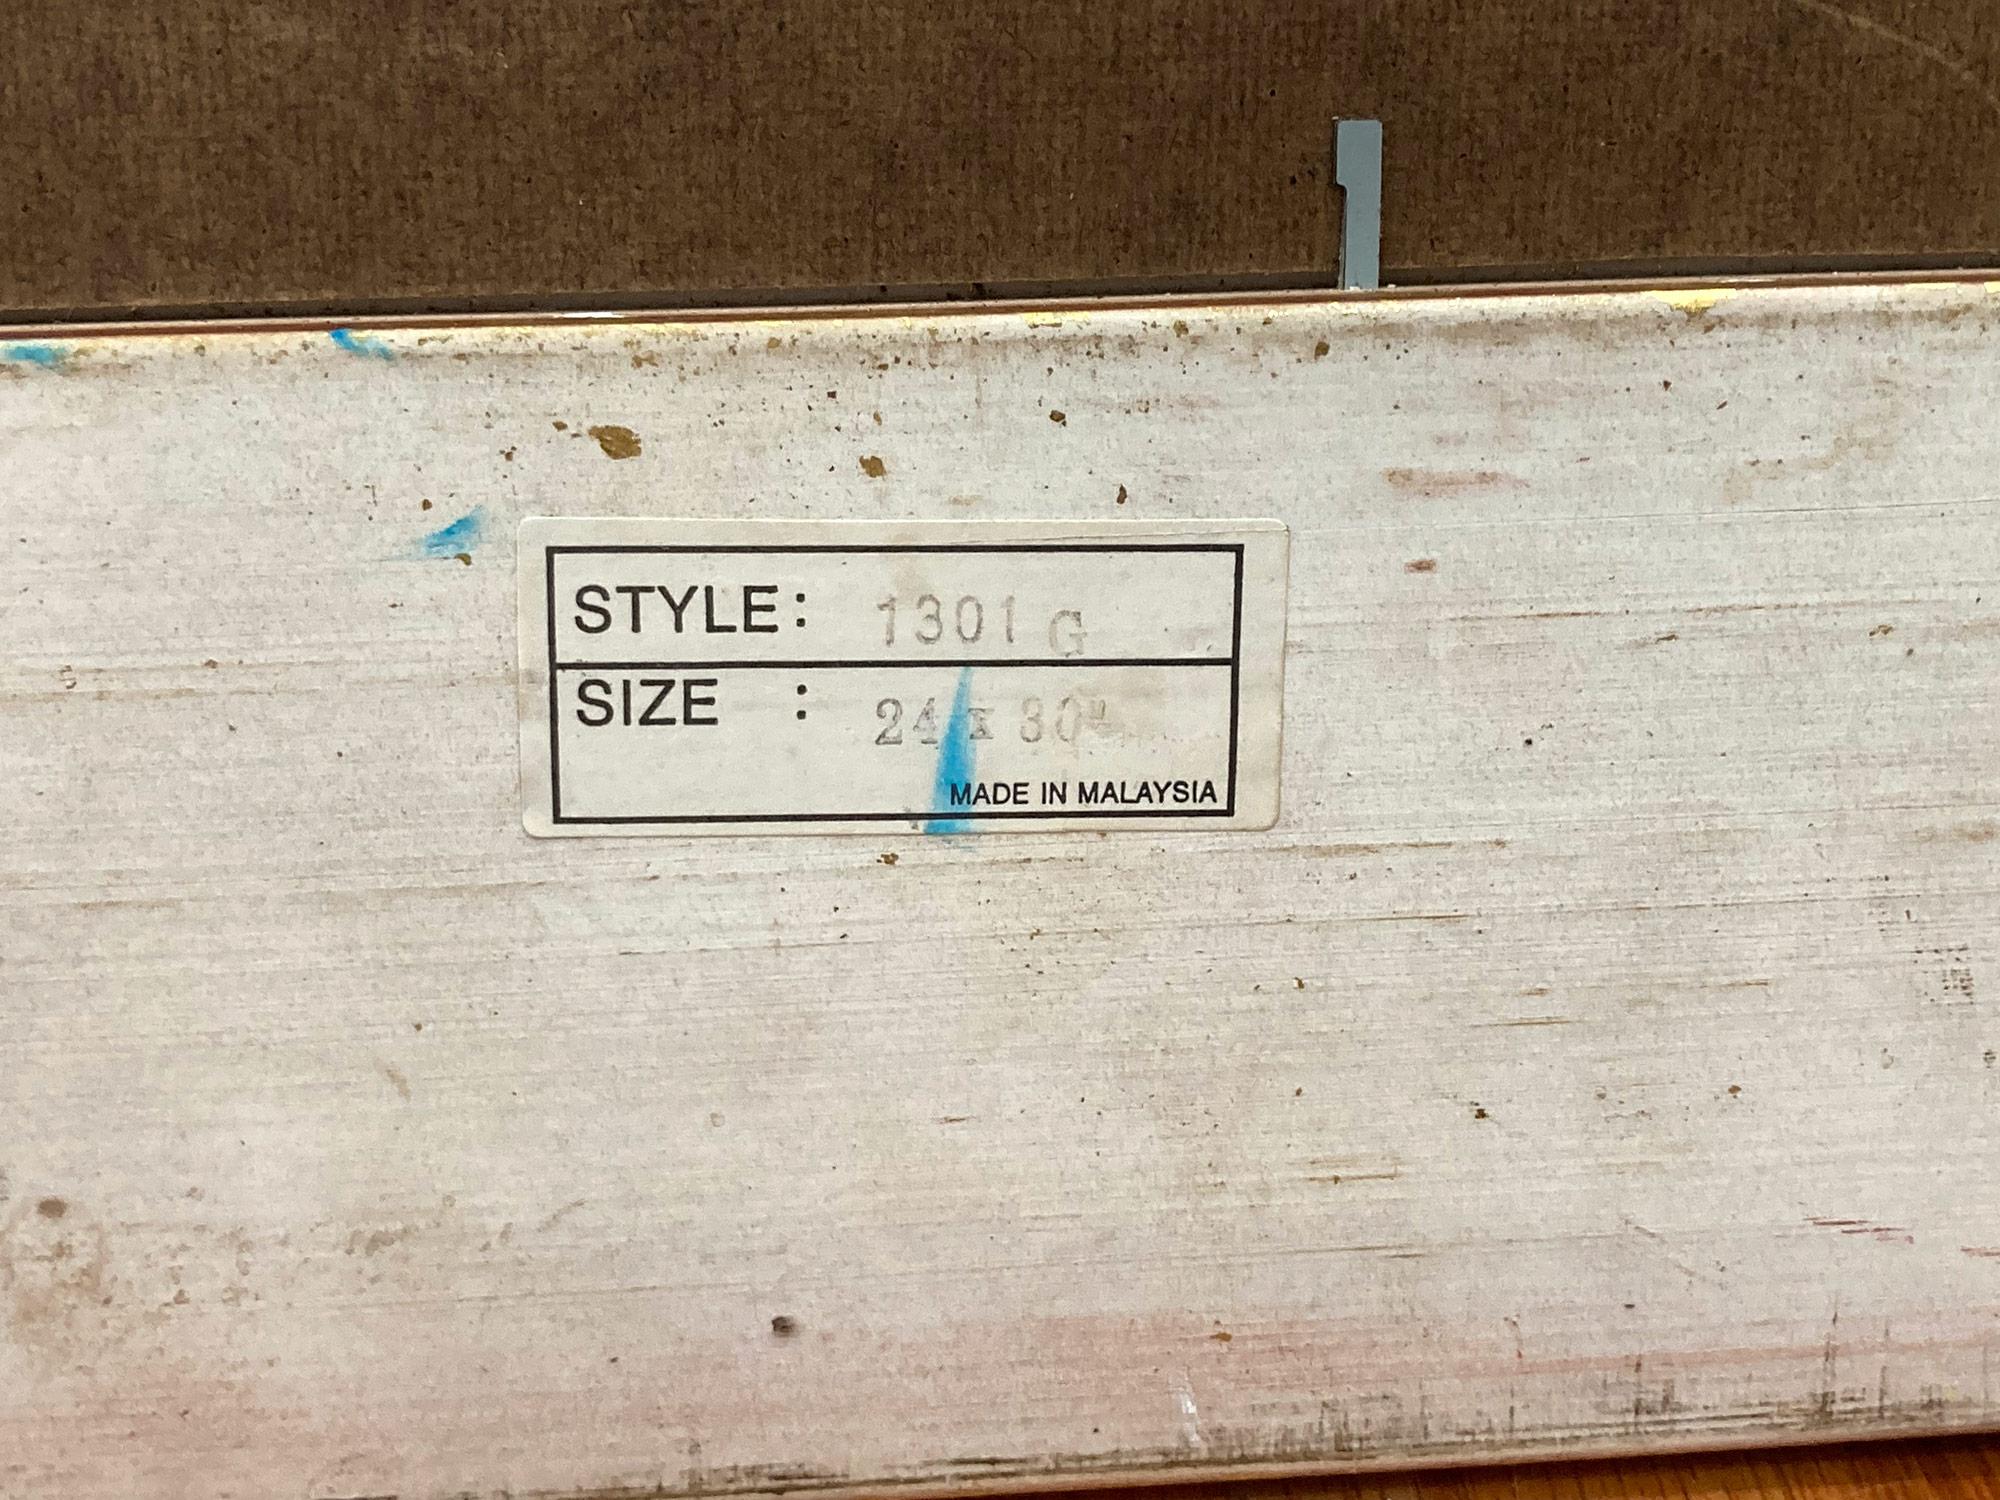 STYLE: 1301 G
SIZE : 24 x 30"
MADE IN MALAYSIA